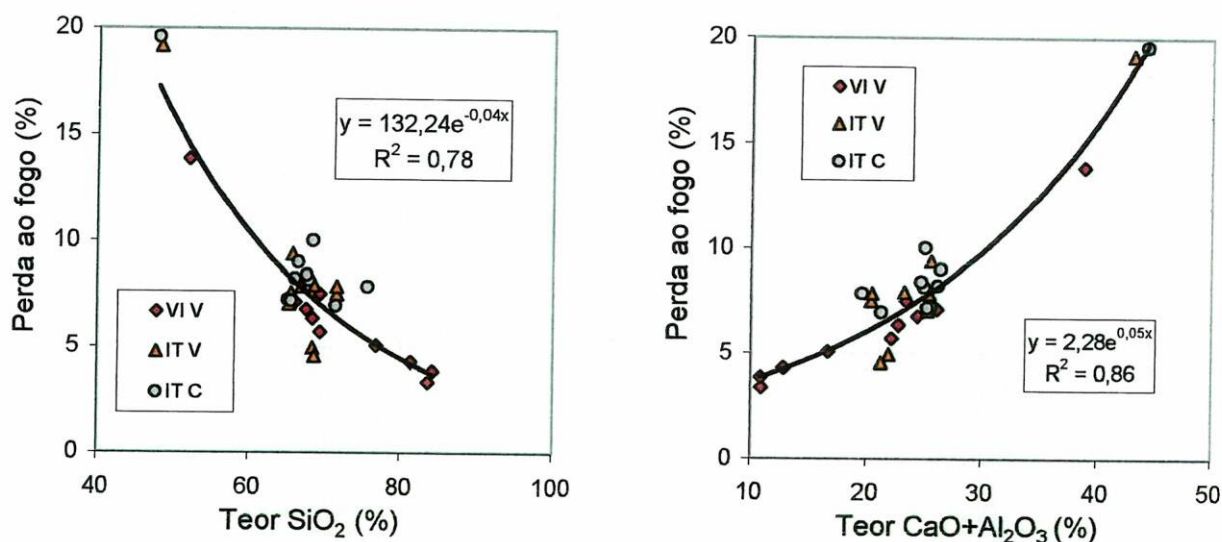 Perda ao fogo (%)
20
15
10
5
0
y = 132,24e^-0,04x
R² = 0,78
VI V
IT V
IT C
40 60 80 100
Teor SiO₂ (%)
Perda ao fogo (%)
20
15
10
5
0
VI V
IT V
IT C
y = 2,28e^0,05x
R² = 0,86
10 20 30 40 50
Teor CaO+Al₂O₃ (%)